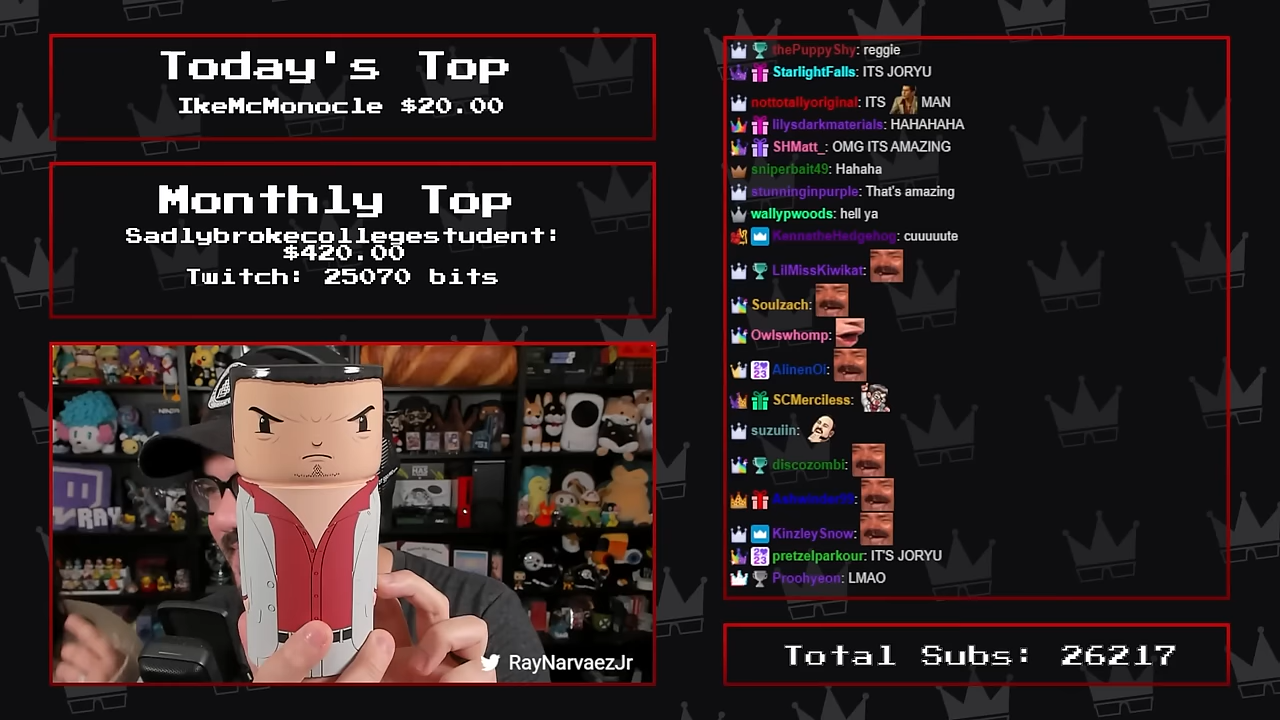 Today's Top
IkeMcMonocle $20.00
Monthly Top
Sadlybrokecollegestudent:
$420.00
Twitch: 25070 bits
RAY
RayNarvaezJr
thePuppyShy: reggie
StarlightFalls: ITS JORYU
nottotallyoriginal: ITS MAN
lilysdarkmaterials: HAHAHAHA
SHMatt_: OMG ITS AMAZING
sniperbait49: Hahaha
stunninginpurple: That's amazing
wallypwoods: hell ya
KennatheHedgehog: cuuuute
LilMissKiwikat:
Soulzach:
Owlswhomp:
AlinenOi:
SCMerciless:
suzuiin:
discozombi:
KinzleySnow:
pretzelparkour: IT'S JORYU
Proohyeon: LMAO
Total Subs: 26217